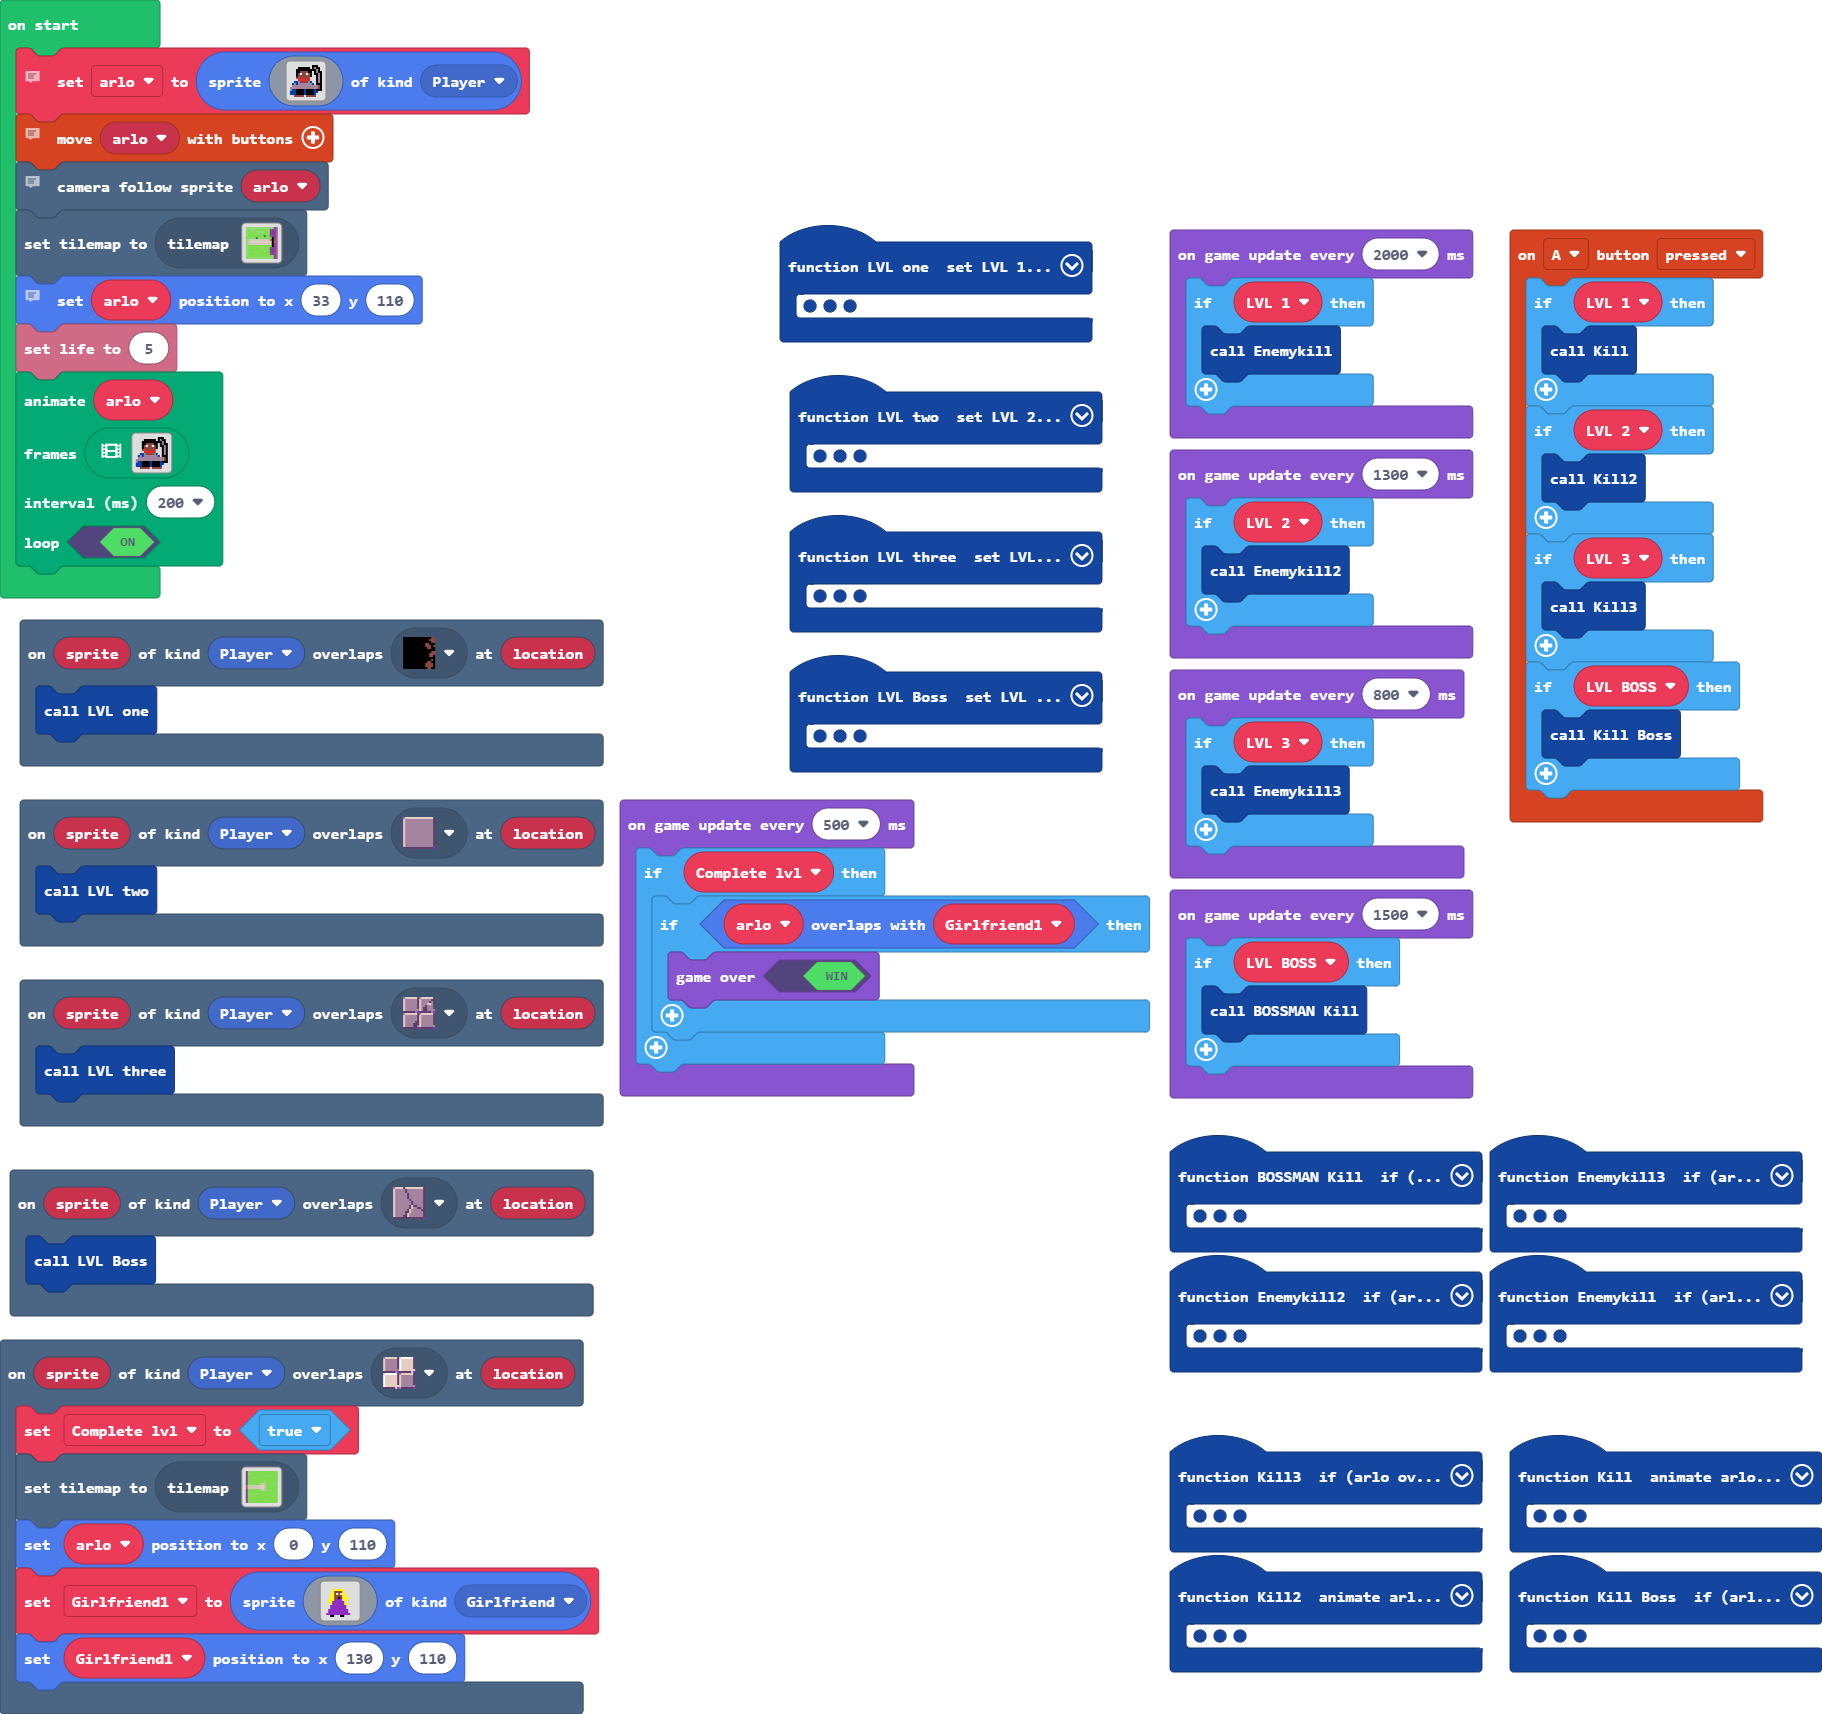 on start
set arlo to sprite of kind Player
move arlo with buttons
camera follow sprite arlo
set tilemap to tilemap
set arlo position to x 33 y 110
set life to 5
animate arlo
frames
interval (ms) 200
loop ON
on sprite of kind Player overlaps at location
call LVL one
on sprite of kind Player overlaps at location
call LVL two
on sprite of kind Player overlaps at location
call LVL three
on sprite of kind Player overlaps at location
call LVL Boss
on sprite of kind Player overlaps at location
set Complete lvl to true
set tilemap to tilemap
set arlo position to x 0 y 110
set Girlfriend1 to sprite of kind Girlfriend
set Girlfriend1 position to x 130 y 110
function LVL one set LVL 1...
function LVL two set LVL 2...
function LVL three set LVL...
function LVL Boss set LVL ...
on game update every 500 ms
if Complete lvl then
if arlo overlaps with Girlfriend1 then
game over WIN
on game update every 2000 ms
if LVL 1 then
call Enemykill
on game update every 1300 ms
if LVL 2 then
call Enemykill2
on game update every 800 ms
if LVL 3 then
call Enemykill3
on game update every 1500 ms
if LVL BOSS then
call BOSSMAN Kill
on A button pressed
if LVL 1 then
call Kill
if LVL 2 then
call Kill2
if LVL 3 then
call Kill3
if LVL BOSS then
call Kill Boss
function BOSSMAN Kill if (...
function Enemykill3 if (ar...
function Enemykill2 if (ar...
function Enemykill if (arl...
function Kill3 if (arlo ov...
function Kill animate arlo...
function Kill2 animate arl...
function Kill Boss if (arl...